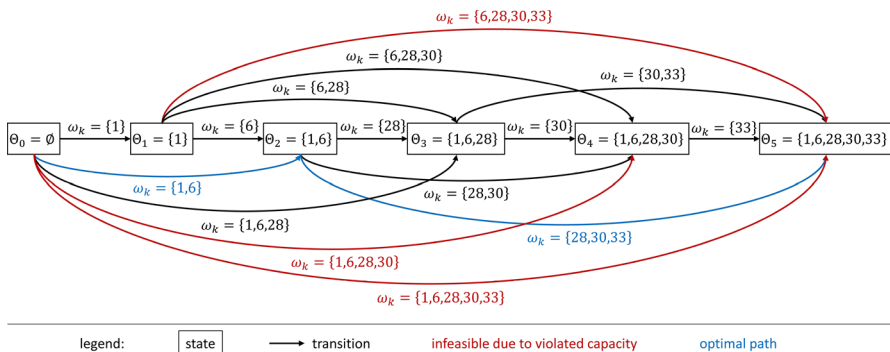 ω_k = {6,28,30,33}
ω_k = {6,28,30}
ω_k = {30,33}
ω_k = {6,28}
Θ_0 = ∅
ω_k = {1}
Θ_1 = {1}
ω_k = {6}
Θ_2 = {1,6}
ω_k = {28}
Θ_3 = {1,6,28}
ω_k = {30}
Θ_4 = {1,6,28,30}
ω_k = {33}
Θ_5 = {1,6,28,30,33}
ω_k = {1,6}
ω_k = {28,30}
ω_k = {1,6,28}
ω_k = {28,30,33}
ω_k = {1,6,28,30}
ω_k = {1,6,28,30,33}
legend: state transition infeasible due to violated capacity optimal path